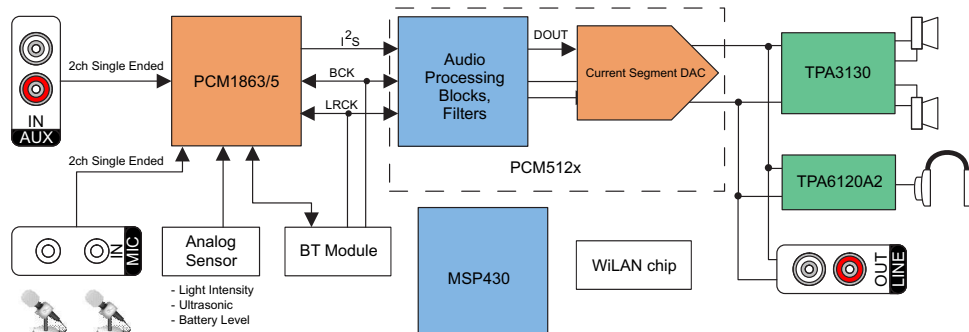 2ch Single Ended
IN
AUX
PCM1863/5
I2S
BCK
LRCK
Audio
Processing
Blocks,
Filters
DOUT
Current Segment DAC
PCM512x
TPA3130
TPA6120A2
2ch Single Ended
IN
MIC
Analog
Sensor
- Light Intensity
- Ultrasonic
- Battery Level
BT Module
MSP430
WiLAN chip
OUT
LINE